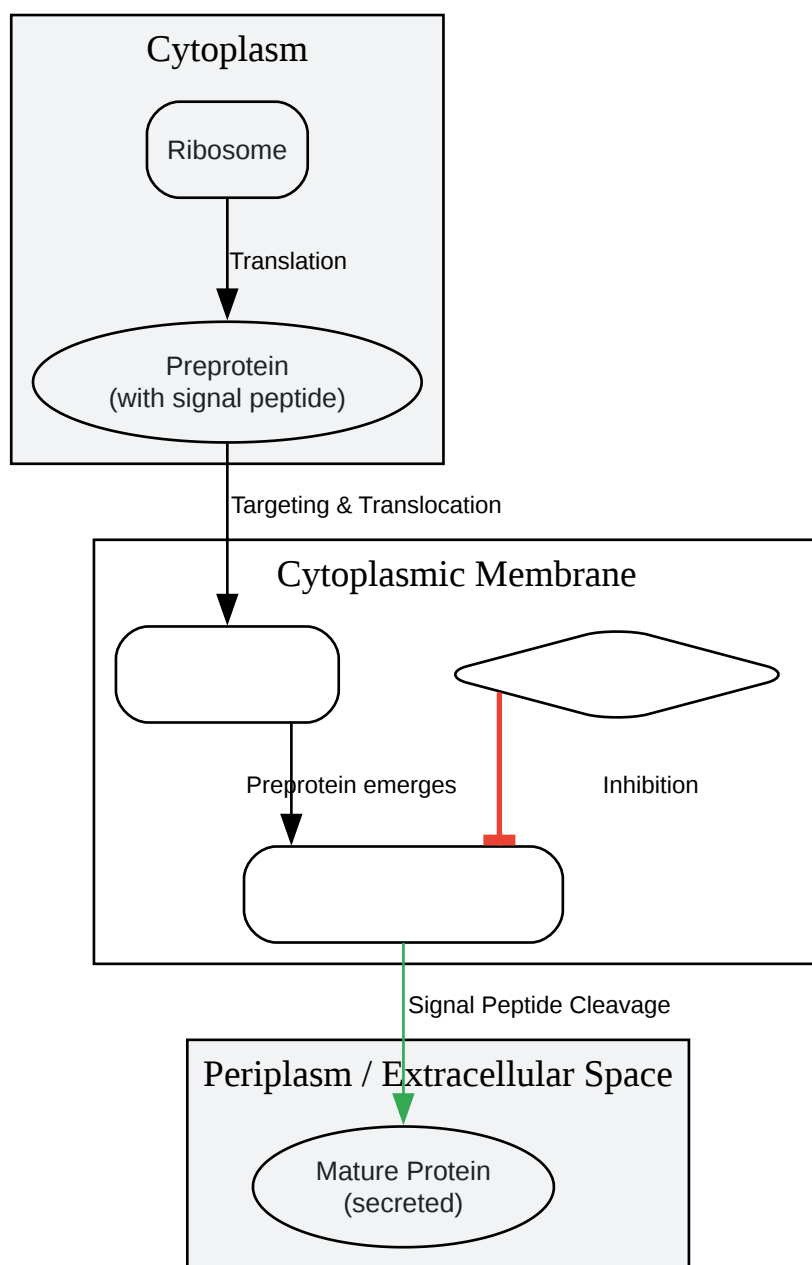 Cytoplasm
Ribosome
Translation
Preprotein
(with signal peptide)
Targeting & Translocation
Cytoplasmic Membrane
Preprotein emerges
Inhibition
Signal Peptide Cleavage
Periplasm / Extracellular Space
Mature Protein
(secreted)